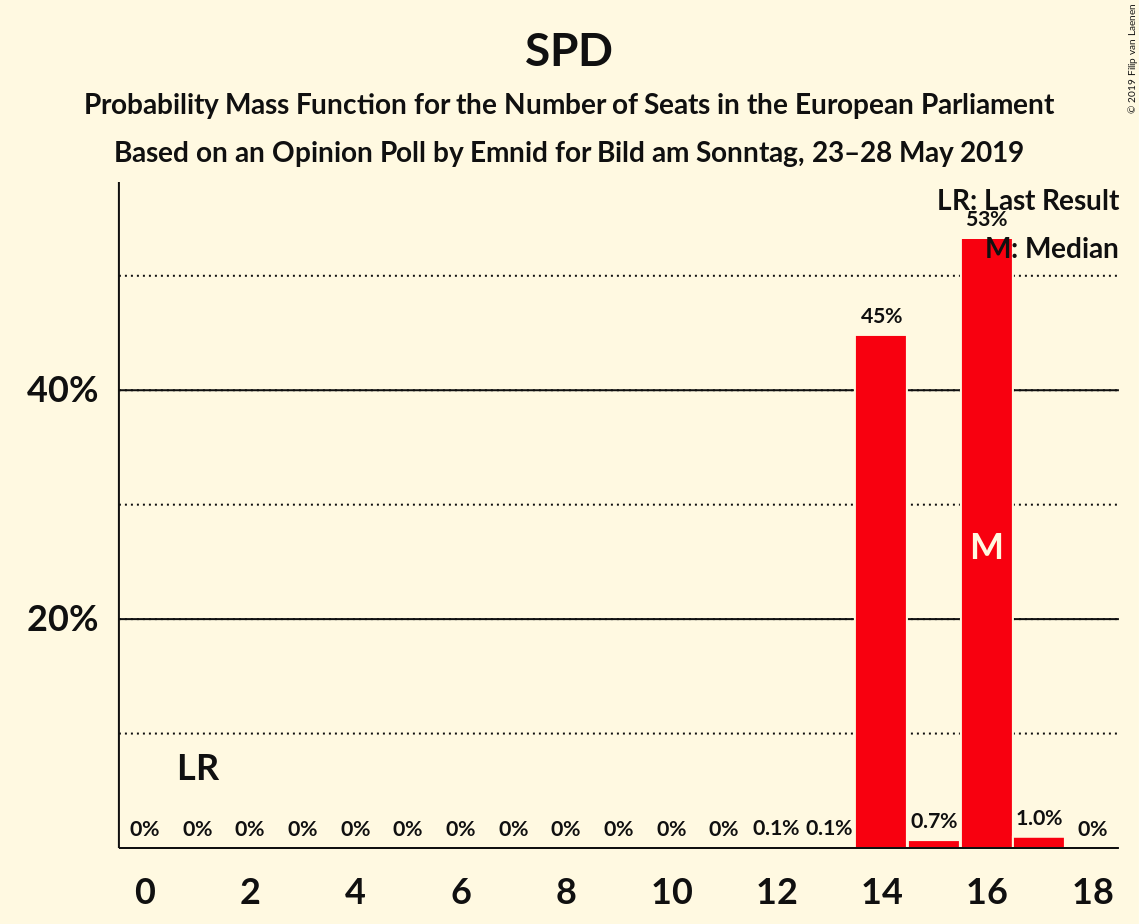 SPD
Probability Mass Function for the Number of Seats in the European Parliament
Based on an Opinion Poll by Emnid for Bild am Sonntag, 23–28 May 2019
© 2019 Filip van Laenen
LR: Last Result
M: Median
53%
45%
40%
M
20%
LR
0% 0% 0% 0% 0% 0% 0% 0% 0% 0% 0% 0% 0.1% 0.1% 0.7% 1.0% 0%
0 2 4 6 8 10 12 14 16 18